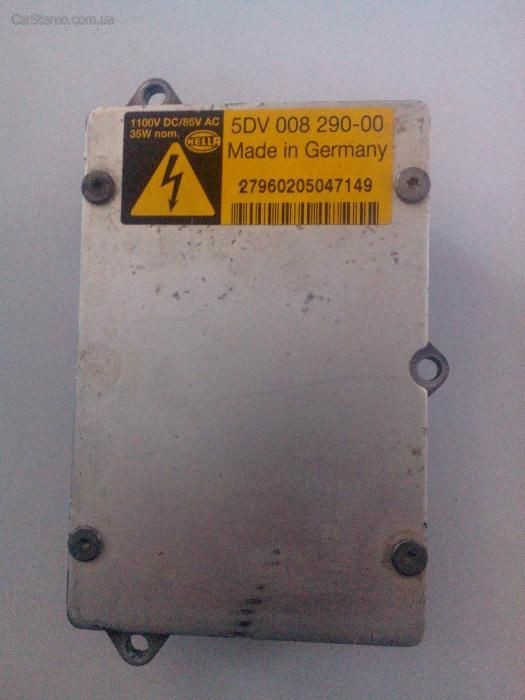 CarStereo.com.ua
1100V DC/85V AC
35W nom.
HELLA
5DV 008 290-00
Made in Germany
27960205047149